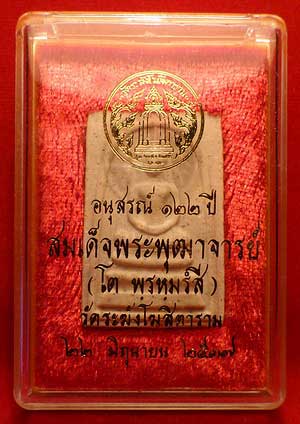 อนุสรณ์ ๑๒๒ ปี
สมเด็จพระพุฒาจารย์
(โต พรหมรังสี)
วัดระฆังโฆสิตาราม
๒๒ มิถุนายน ๒๕๓๗